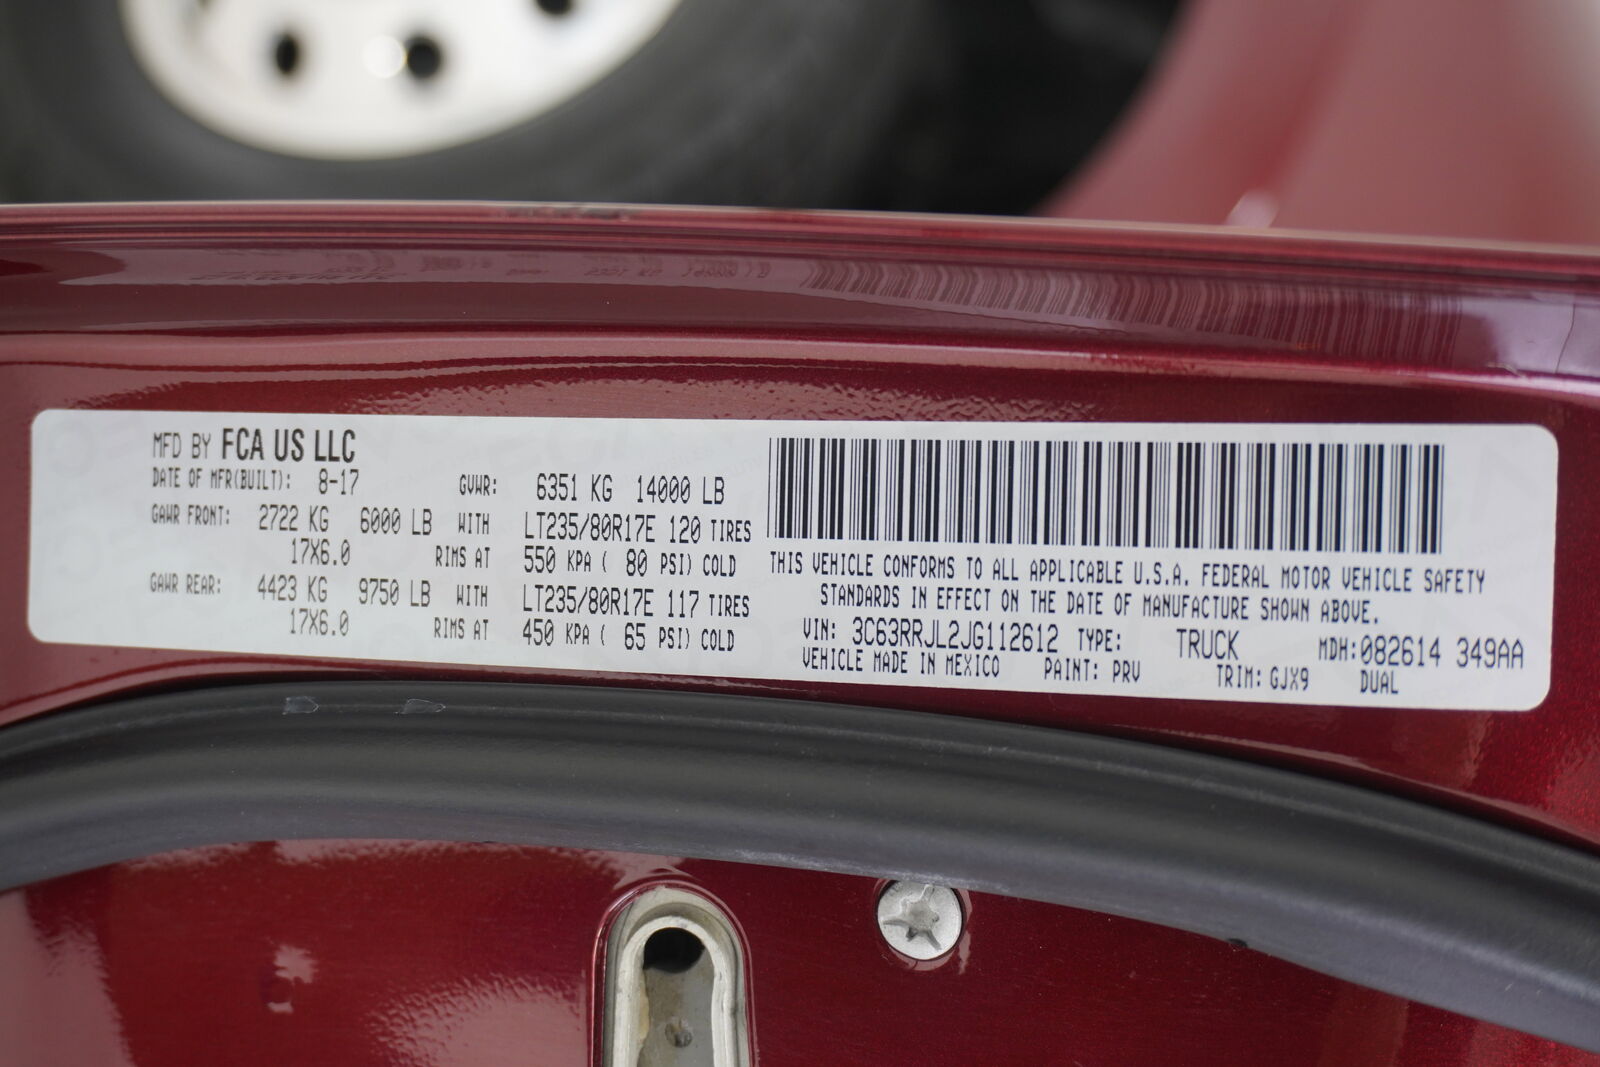 MFD BY FCA US LLC
DATE OF MFR(BUILT): 8-17 GVWR: 6351 KG 14000 LB
GAWR FRONT: 2722 KG 6000 LB WITH LT235/80R17E 120 TIRES
17X6.0 RIMS AT 550 KPA ( 80 PSI) COLD
GAWR REAR: 4423 KG 9750 LB WITH LT235/80R17E 117 TIRES
17X6.0 RIMS AT 450 KPA ( 65 PSI) COLD
THIS VEHICLE CONFORMS TO ALL APPLICABLE U.S.A. FEDERAL MOTOR VEHICLE SAFETY
STANDARDS IN EFFECT ON THE DATE OF MANUFACTURE SHOWN ABOVE.
VIN: 3C63RRJL2JG112612 TYPE: TRUCK MDH:082614 349AA
VEHICLE MADE IN MEXICO PAINT: PRV TRIM: GJX9 DUAL